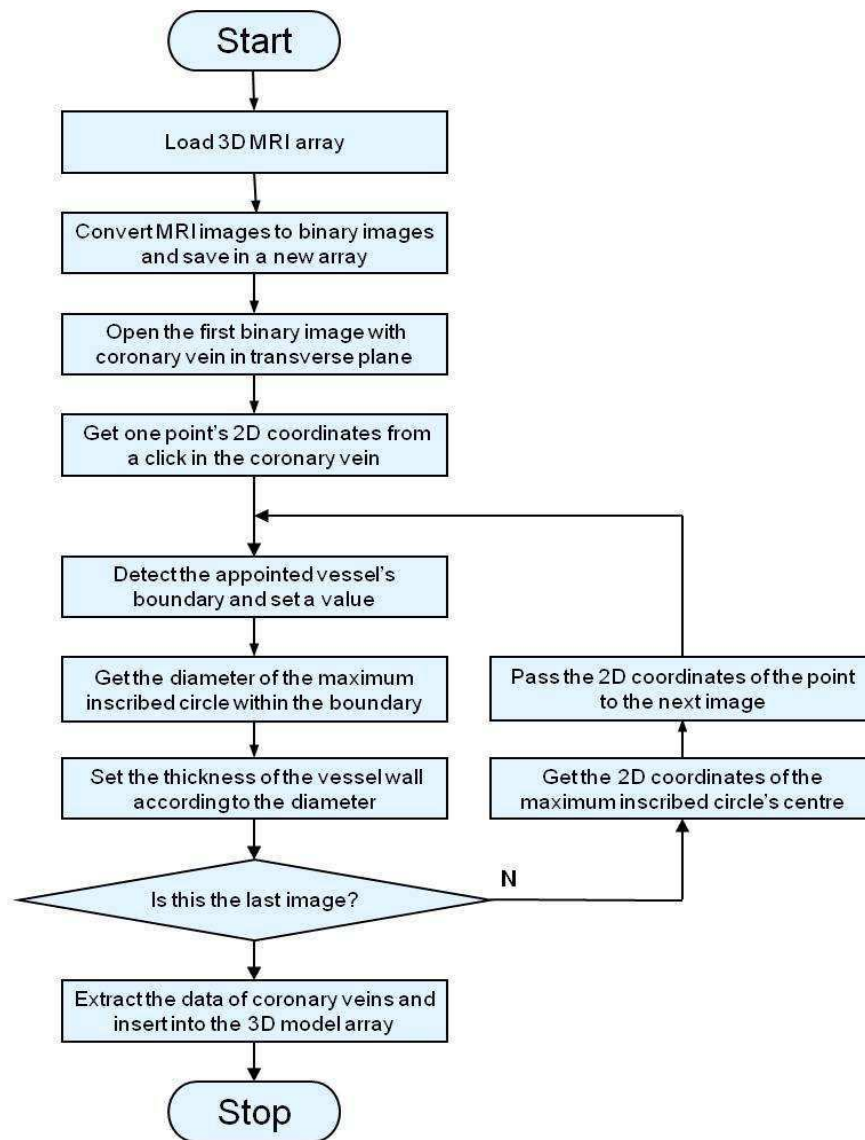 Start
Load 3D MRI array
Convert MRI images to binary images
and save in a new array
Open the first binary image with
coronary vein in transverse plane
Get one point's 2D coordinates from
a click in the coronary vein
Detect the appointed vessel's
boundary and set a value
Get the diameter of the maximum
inscribed circle within the boundary
Set the thickness of the vessel wall
according to the diameter
Is this the last image?
N
Get the 2D coordinates of the
maximum inscribed circle's centre
Pass the 2D coordinates of the point
to the next image
Extract the data of coronary veins and
insert into the 3D model array
Stop